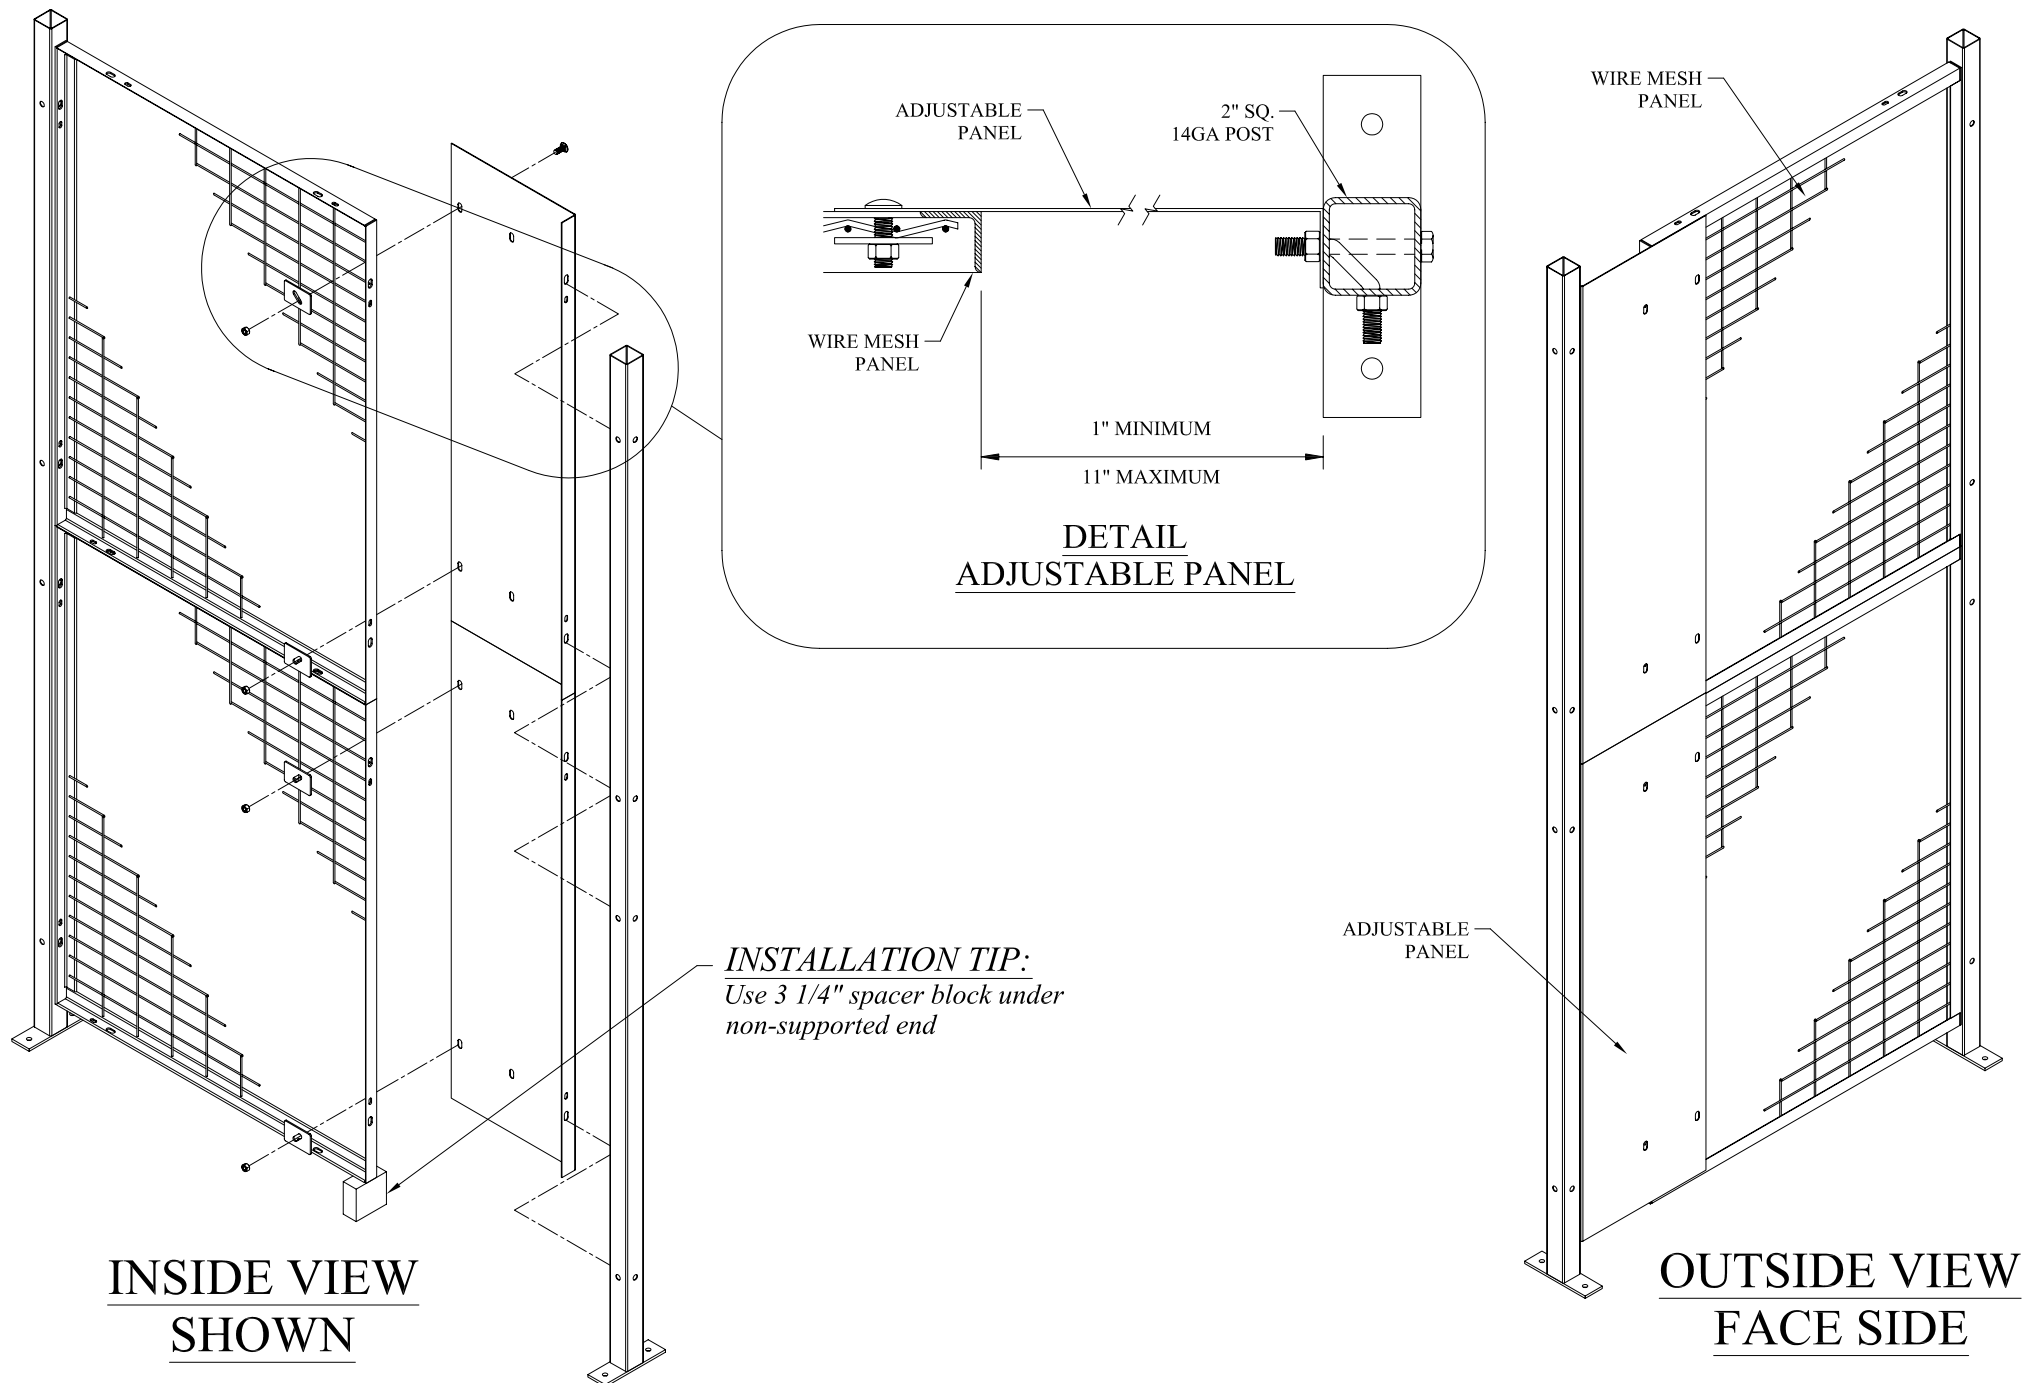 ADJUSTABLE
PANEL
2" SQ.
14GA POST
WIRE MESH
PANEL
1" MINIMUM
11" MAXIMUM
DETAIL
ADJUSTABLE PANEL
WIRE MESH
PANEL
INSTALLATION TIP:
Use 3 1/4" spacer block under
non-supported end
ADJUSTABLE
PANEL
INSIDE VIEW
SHOWN
OUTSIDE VIEW
FACE SIDE